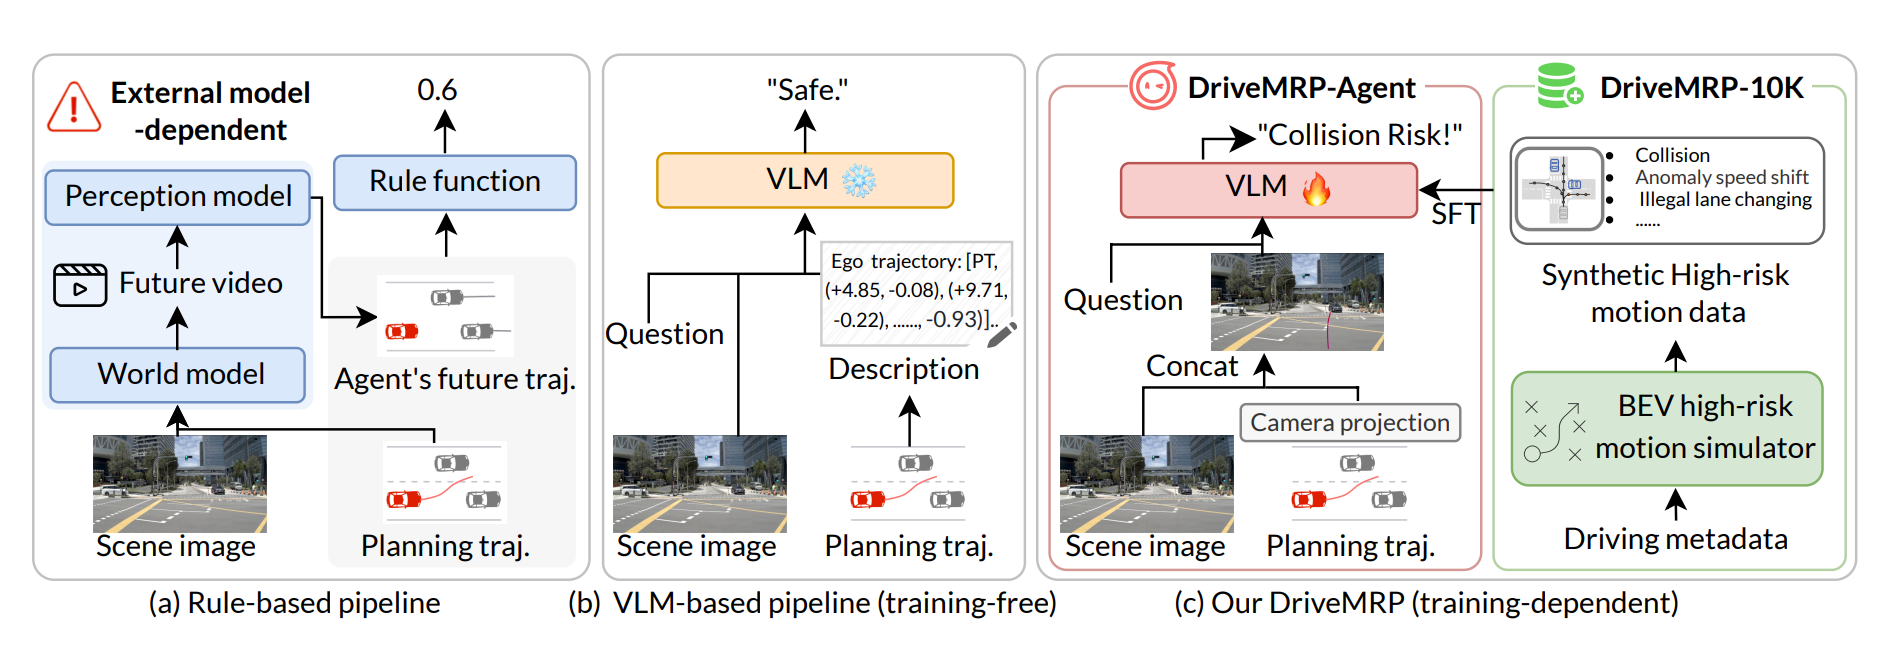 External model
-dependent
0.6
Perception model
Rule function
Future video
World model
Agent's future traj.
Scene image
Planning traj.
(a) Rule-based pipeline
"Safe."
VLM
Ego trajectory: [PT,
(+4.85, -0.08), (+9.71,
-0.22), ......, -0.93)]..
Question
Description
Scene image
Planning traj.
(b) VLM-based pipeline (training-free)
DriveMRP-Agent
"Collision Risk!"
VLM
SFT
Question
Concat
Camera projection
Scene image
Planning traj.
DriveMRP-10K
Collision
Anomaly speed shift
Illegal lane changing
......
Synthetic High-risk
motion data
BEV high-risk
motion simulator
Driving metadata
(c) Our DriveMRP (training-dependent)